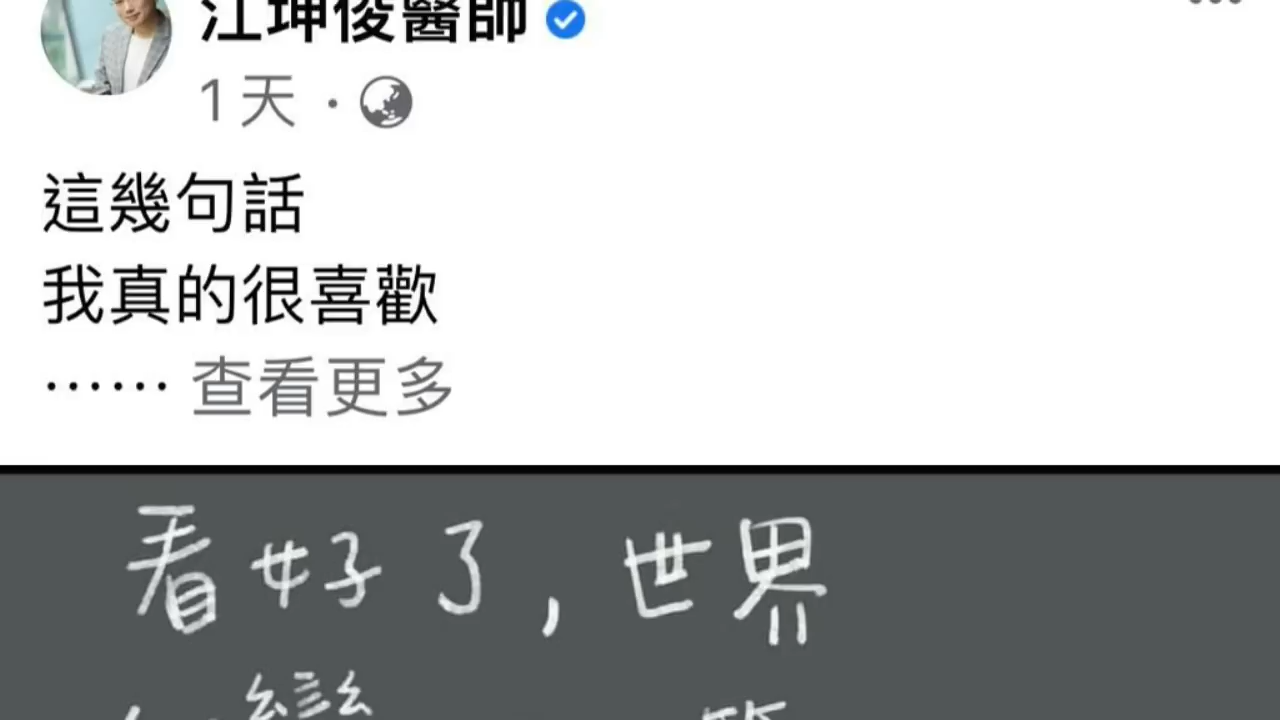 江坤俊醫師
1天
這幾句話
我真的很喜歡
…… 查看更多
看好了,世界